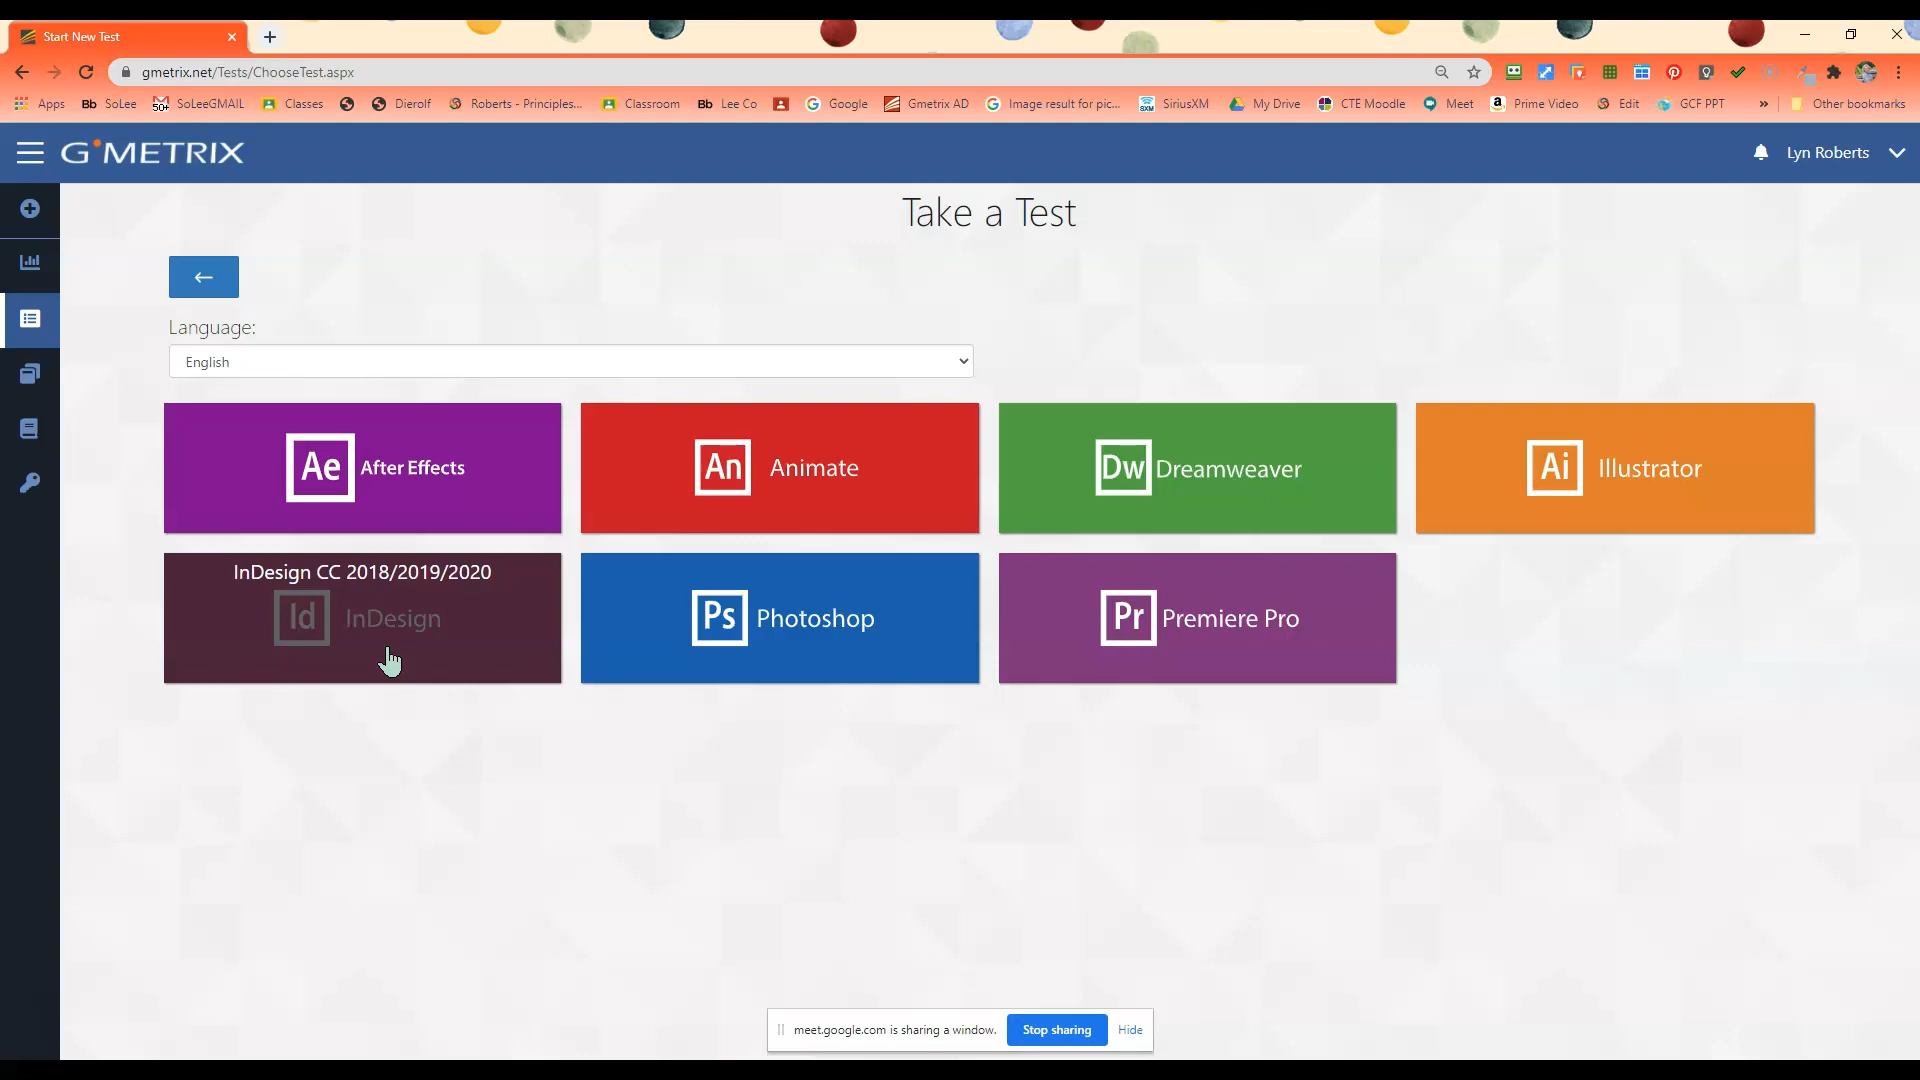 Start New Test
gmetrix.net/Tests/ChooseTest.aspx
Apps Bb SoLee 50+ SoLeeGMAIL Classes Dierolf Roberts - Principles... Classroom Bb Lee Co Google Gmetrix AD Image result for pic... SXM SiriusXM My Drive CTE Moodle Meet Prime Video Edit GCF PPT » Other bookmarks
GMETRIX
Lyn Roberts
Take a Test
Language:
English
Ae After Effects
An Animate
Dw Dreamweaver
Ai Illustrator
InDesign CC 2018/2019/2020
Id InDesign
Ps Photoshop
Pr Premiere Pro
meet.google.com is sharing a window. Stop sharing Hide